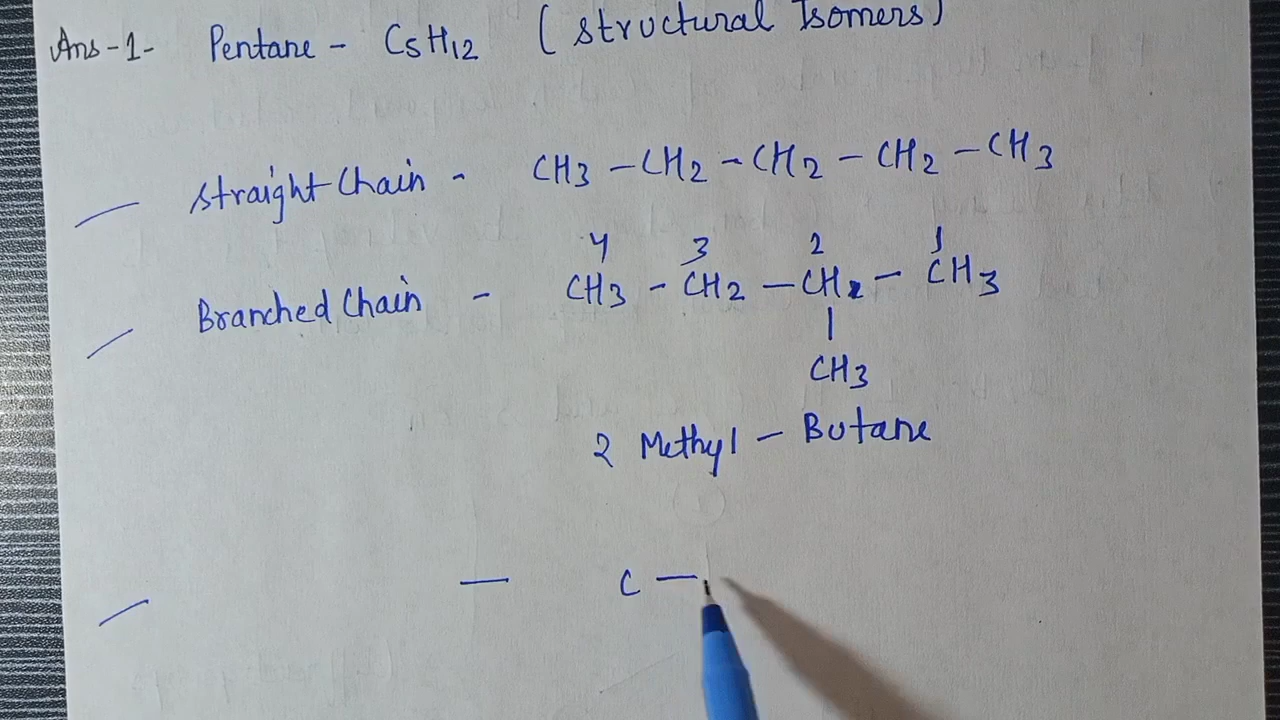 Ans-1- Pentane - C5H12 (Structural Isomers)
Straight Chain - CH3 - CH2 - CH2 - CH2 - CH3
4 3 2 1
Branched Chain - CH3 - CH2 - CH2 - CH3
|
CH3
2 Methyl - Butane
— C —